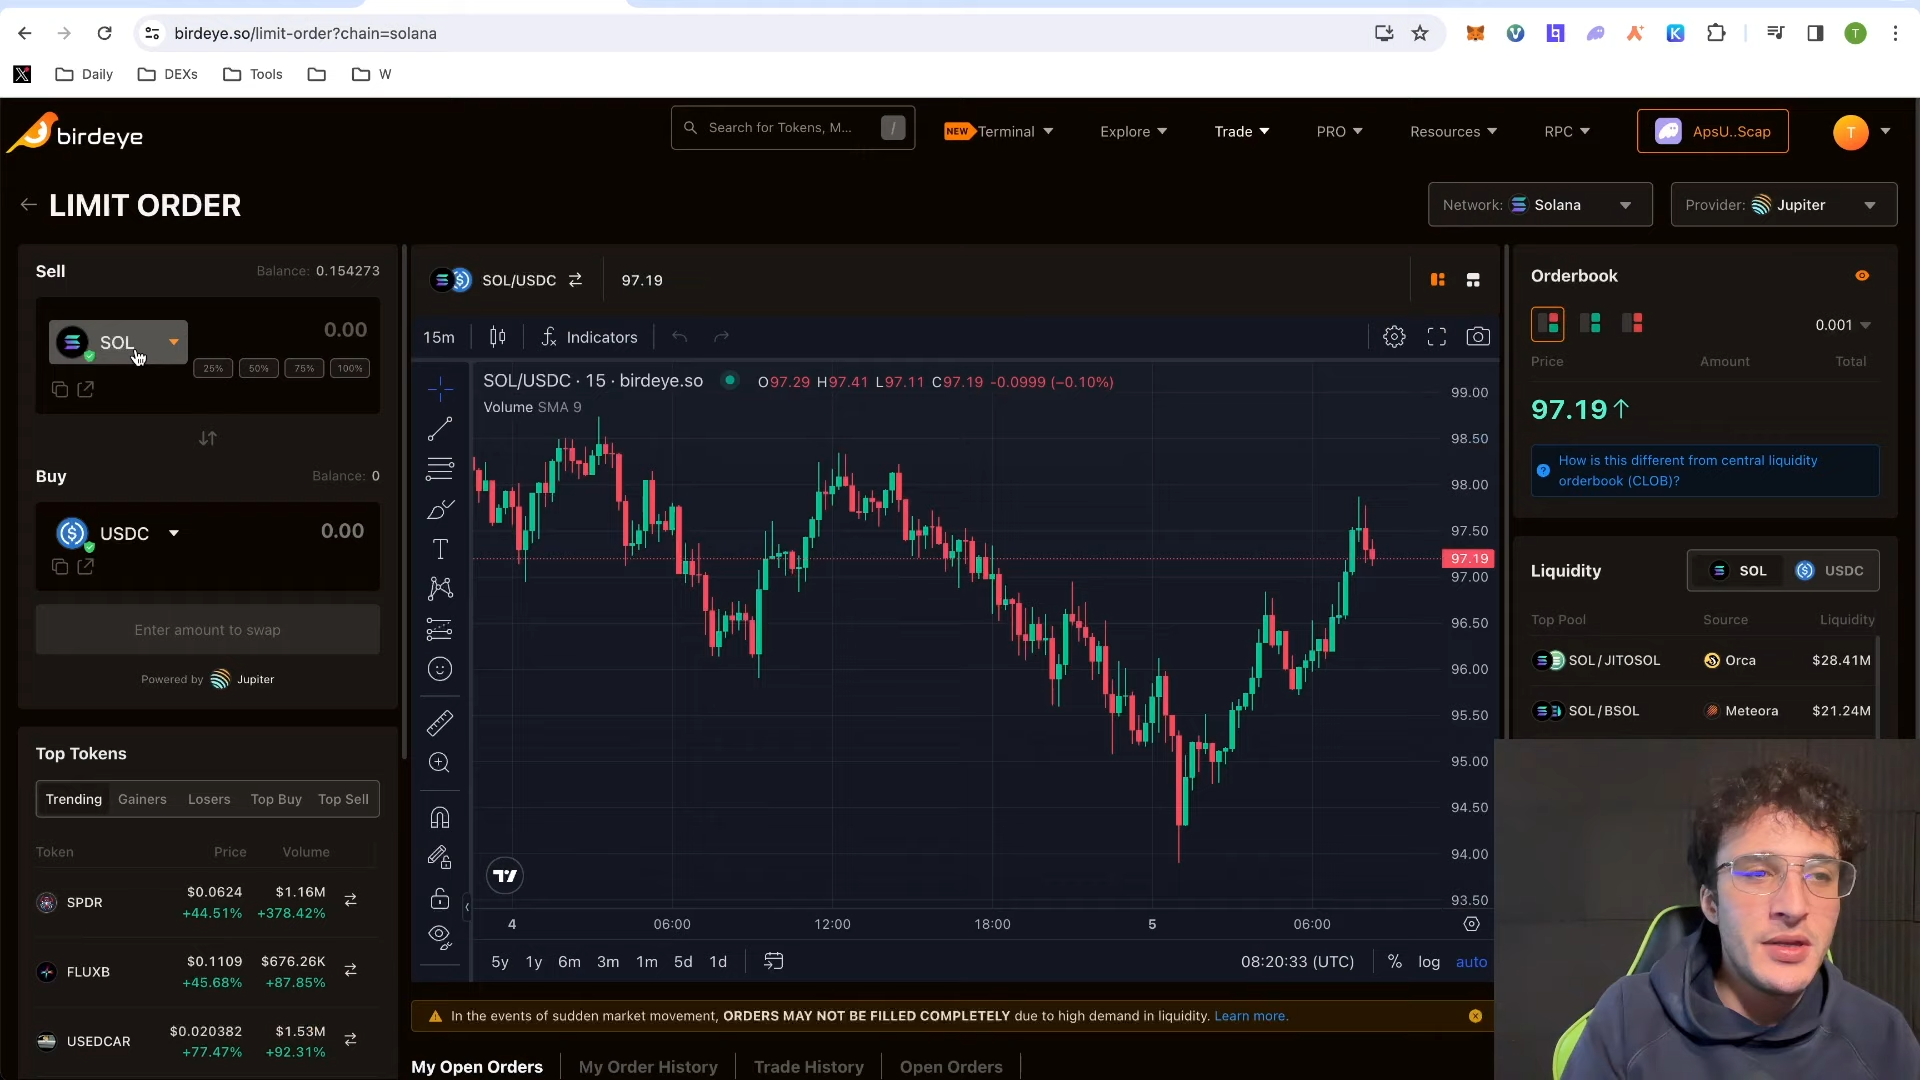 birdeye.so/limit-order?chain=solana
T
X Daily DEXs Tools W
birdeye
Search for Tokens, M... /
NEW Terminal Explore Trade PRO Resources RPC ApsU..Scap T
LIMIT ORDER
Network: Solana Provider: Jupiter
Sell Balance: 0.154273
SOL 0.00
25% 50% 75% 100%
Buy Balance: 0
USDC 0.00
Enter amount to swap
Powered by Jupiter
Top Tokens
Trending Gainers Losers Top Buy Top Sell
Token Price Volume
SPDR $0.0624 $1.16M
+44.51% +378.42%
FLUXB $0.1109 $676.26K
+45.68% +87.85%
USEDCAR $0.020382 $1.53M
+77.47% +92.31%
SOL/USDC 97.19
15m Indicators
SOL/USDC · 15 · birdeye.so O97.29 H97.41 L97.11 C97.19 -0.0999 (−0.10%)
Volume SMA 9
99.00
98.50
98.00
97.50
97.19
97.00
96.50
96.00
95.50
95.00
94.50
94.00
93.50
4 06:00 12:00 18:00 5 06:00
5y 1y 6m 3m 1m 5d 1d 08:20:33 (UTC) % log auto
In the events of sudden market movement, ORDERS MAY NOT BE FILLED COMPLETELY due to high demand in liquidity. Learn more.
My Open Orders My Order History Trade History Open Orders
Orderbook
0.001
Price Amount Total
97.19↑
How is this different from central liquidity
orderbook (CLOB)?
Liquidity SOL USDC
Top Pool Source Liquidity
SOL / JITOSOL Orca $28.41M
SOL / BSOL Meteora $21.24M